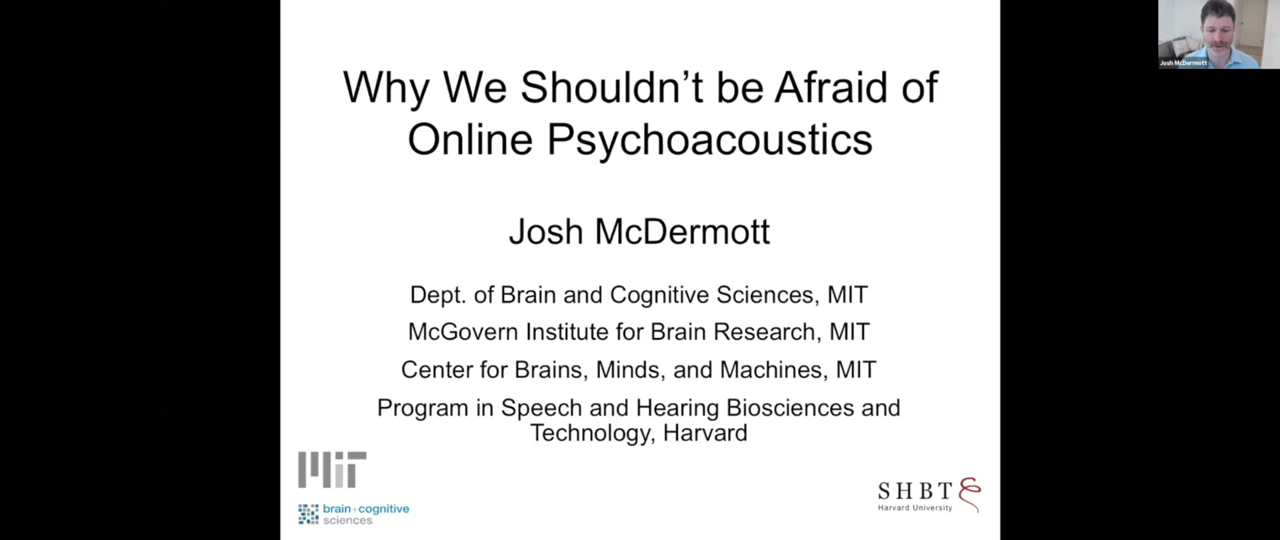 Why We Shouldn't be Afraid of
Online Psychoacoustics
Josh McDermott
Dept. of Brain and Cognitive Sciences, MIT
McGovern Institute for Brain Research, MIT
Center for Brains, Minds, and Machines, MIT
Program in Speech and Hearing Biosciences and
Technology, Harvard
MIT
brain+cognitive
sciences
SHBT
Harvard University
Josh McDermott